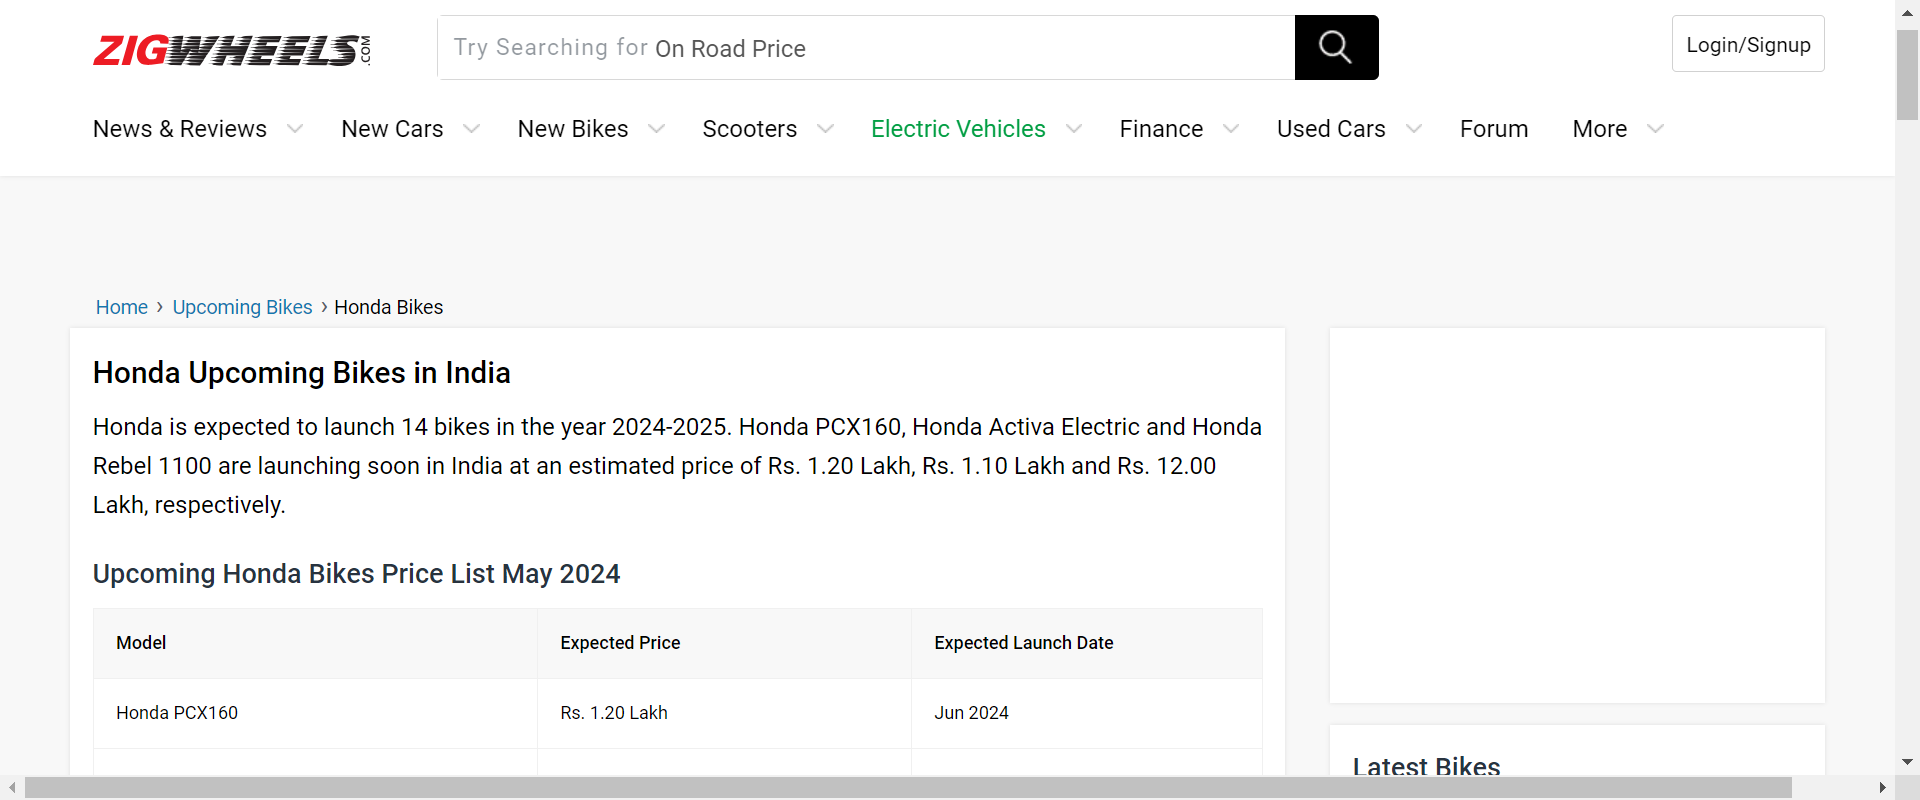 ZIGWHEELS.COM
Try Searching for On Road Price
Login/Signup
News & Reviews New Cars New Bikes Scooters Electric Vehicles Finance Used Cars Forum More
Home › Upcoming Bikes › Honda Bikes
Honda Upcoming Bikes in India
Honda is expected to launch 14 bikes in the year 2024-2025. Honda PCX160, Honda Activa Electric and Honda
Rebel 1100 are launching soon in India at an estimated price of Rs. 1.20 Lakh, Rs. 1.10 Lakh and Rs. 12.00
Lakh, respectively.
Upcoming Honda Bikes Price List May 2024
Model Expected Price Expected Launch Date
Honda PCX160 Rs. 1.20 Lakh Jun 2024
Latest Bikes